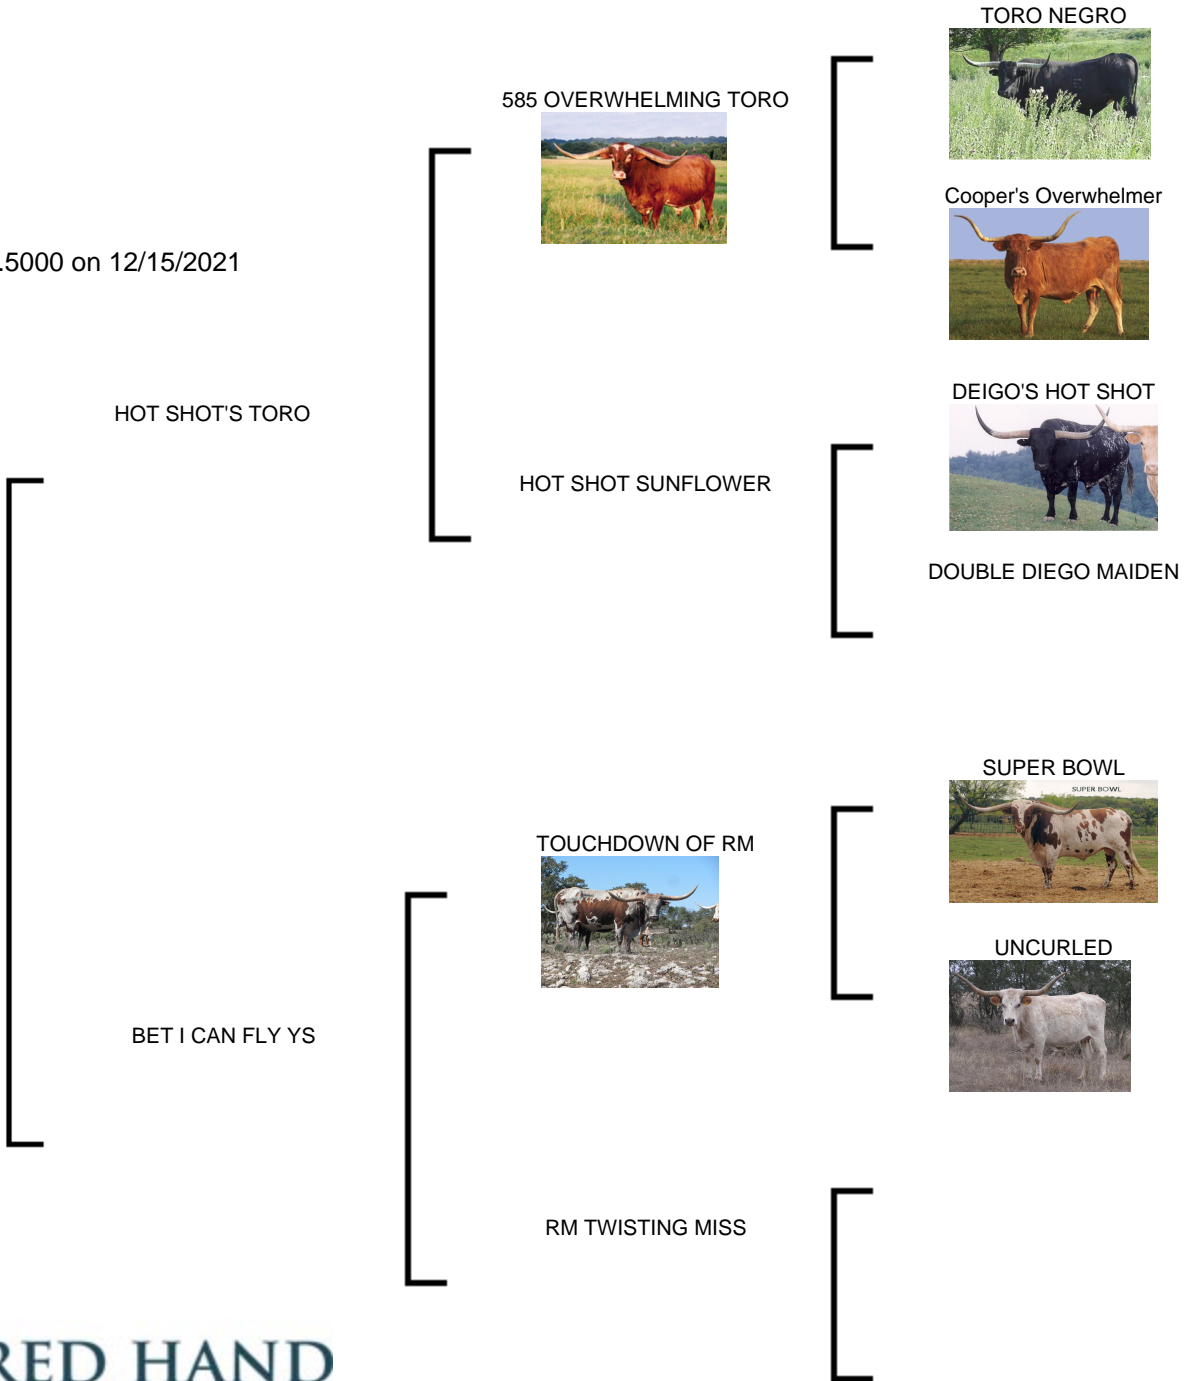 TORO NEGRO
585 OVERWHELMING TORO
Cooper's Overwhelmer
.5000 on 12/15/2021
DEIGO'S HOT SHOT
HOT SHOT'S TORO
HOT SHOT SUNFLOWER
DOUBLE DIEGO MAIDEN
SUPER BOWL
SUPER BOWL
TOUCHDOWN OF RM
UNCURLED
BET I CAN FLY YS
RM TWISTING MISS
RED HAND